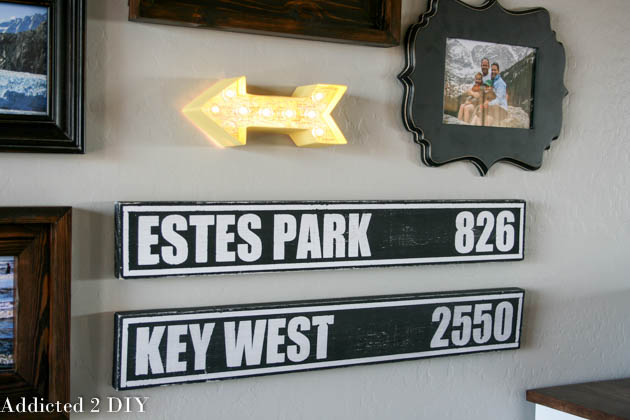 ESTES PARK 826
KEY WEST 2550
Addicted 2 DIY